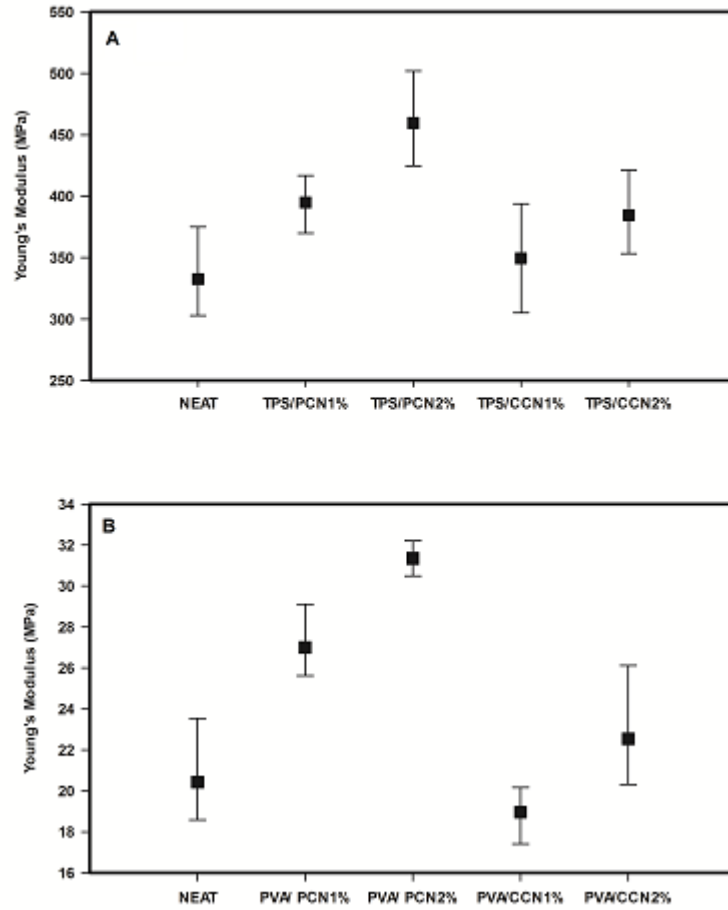 A
Young's Modulus (MPa)
550
500
450
400
350
300
250
NEAT TPS/PCN1% TPS/PCN2% TPS/CCN1% TPS/CCN2%
B
Young's Modulus (MPa)
34
32
30
28
26
24
22
20
18
16
NEAT PVA/ PCN1% PVA/ PCN2% PVA/CCN1% PVA/CCN2%